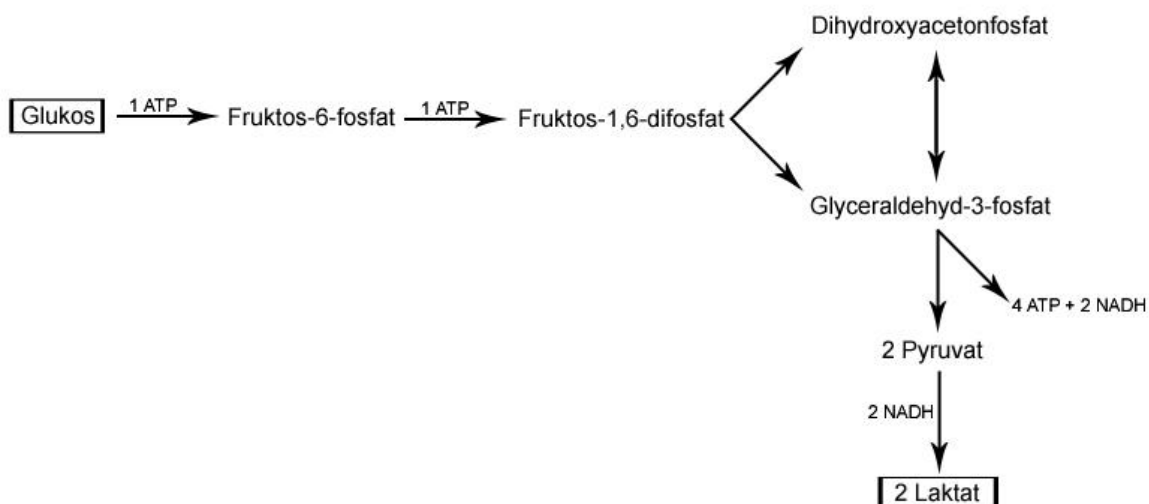 Dihydroxyacetonfosfat
Glukos
1 ATP
Fruktos-6-fosfat
1 ATP
Fruktos-1,6-difosfat
Glyceraldehyd-3-fosfat
4 ATP + 2 NADH
2 Pyruvat
2 NADH
2 Laktat